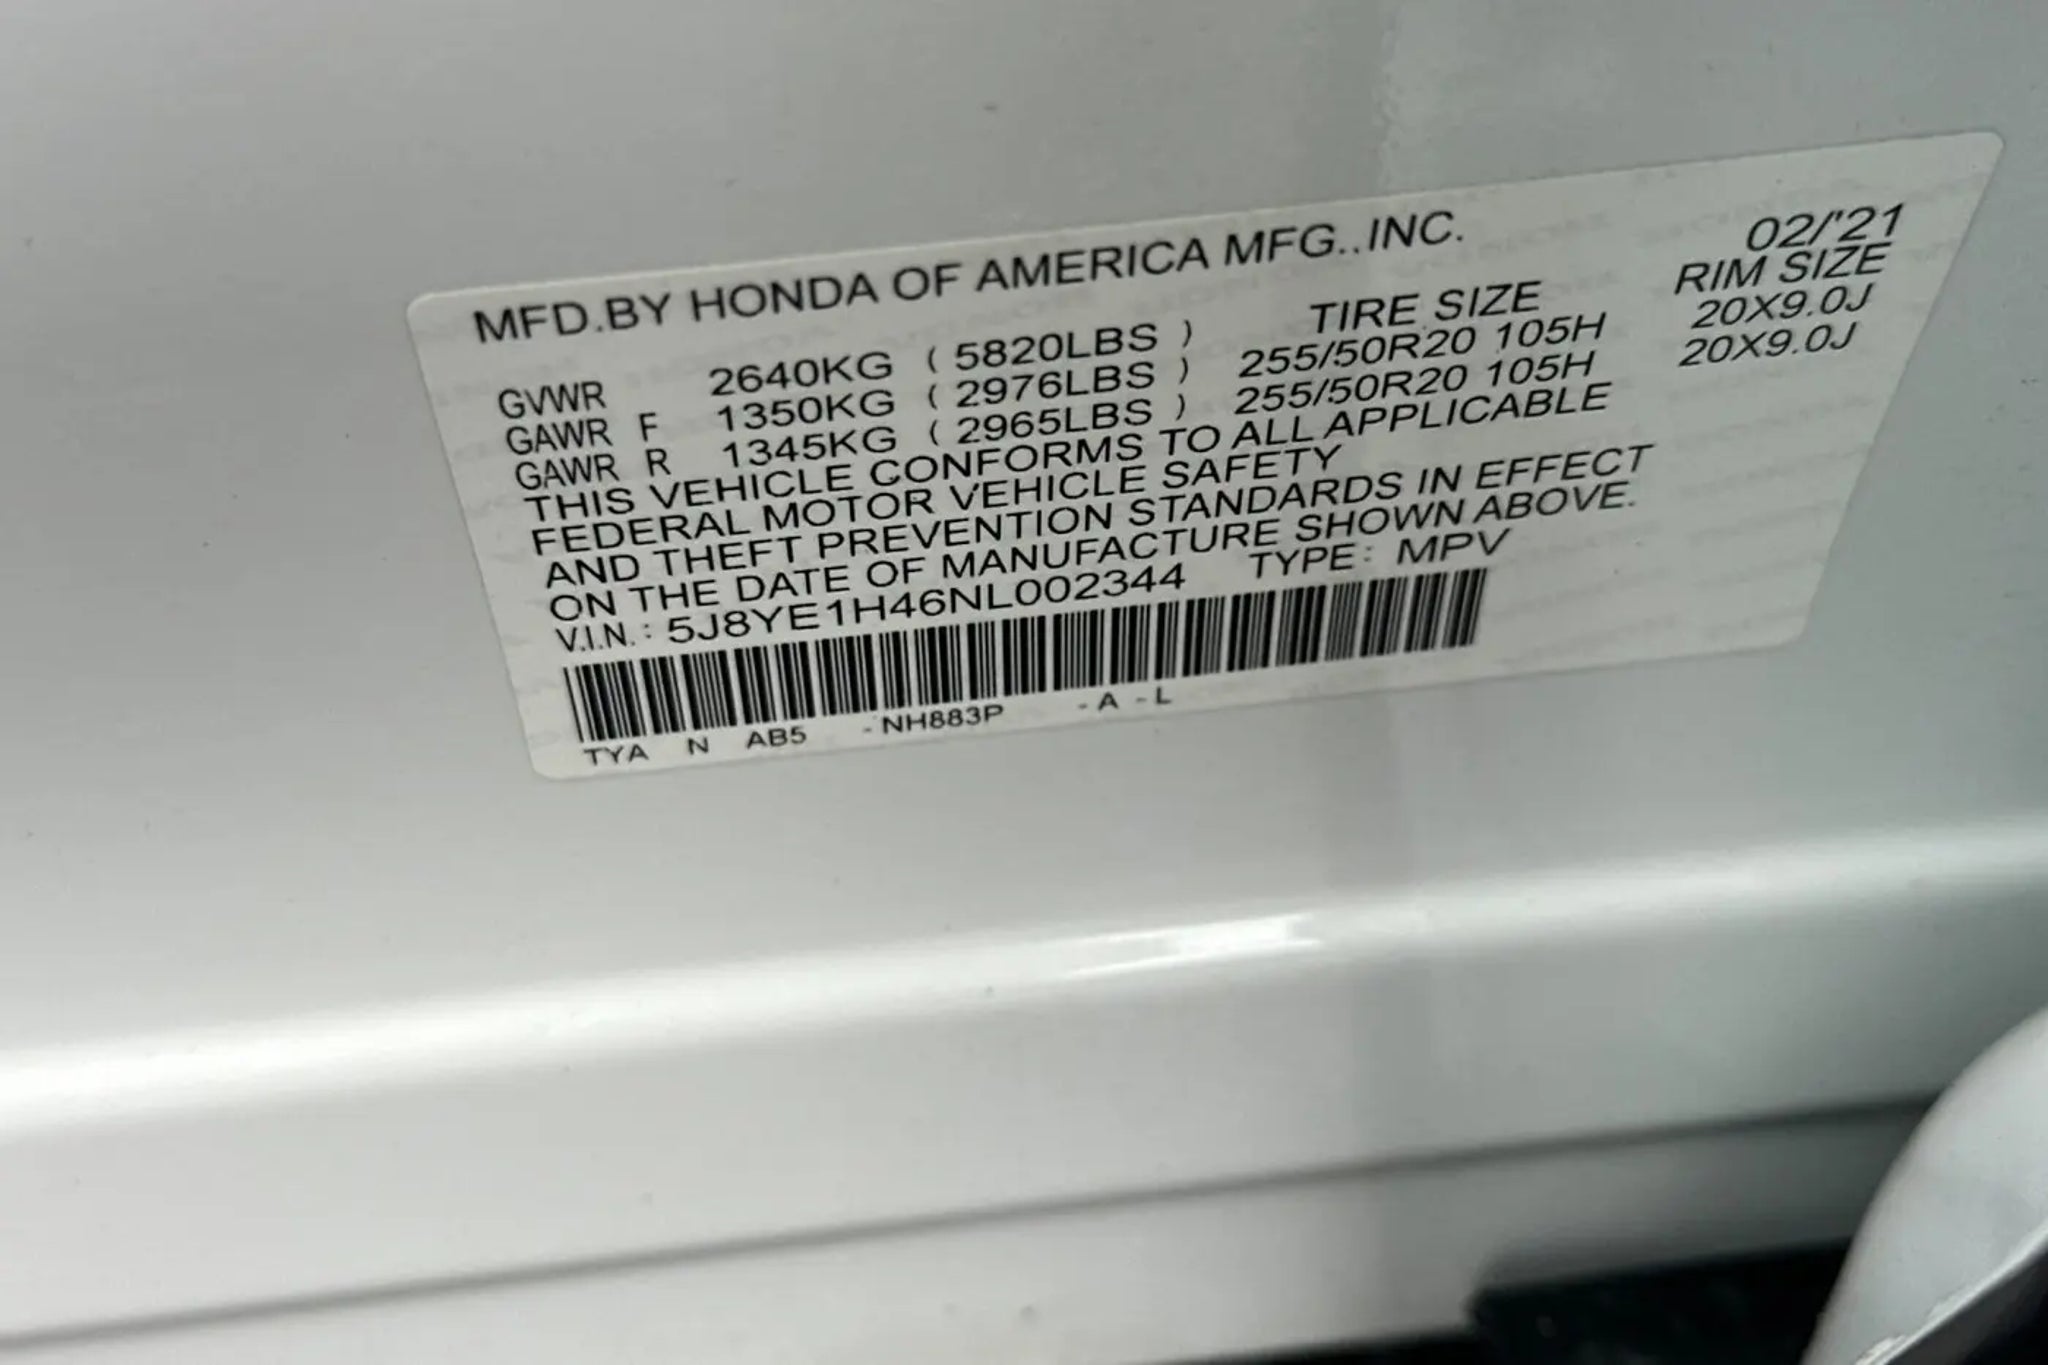 MFD.BY HONDA OF AMERICA MFG.,INC. 02/'21
TIRE SIZE RIM SIZE
GVWR 2640KG ( 5820LBS )
GAWR F 1350KG ( 2976LBS ) 255/50R20 105H 20X9.0J
GAWR R 1345KG ( 2965LBS ) 255/50R20 105H 20X9.0J
THIS VEHICLE CONFORMS TO ALL APPLICABLE
FEDERAL MOTOR VEHICLE SAFETY
AND THEFT PREVENTION STANDARDS IN EFFECT
ON THE DATE OF MANUFACTURE SHOWN ABOVE.
V.I.N.: 5J8YE1H46NL002344 TYPE: MPV
TYA N AB5 -NH883P -A -L